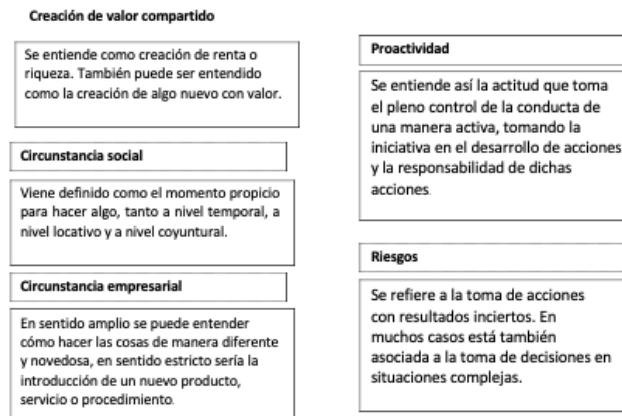 Creación de valor compartido
Se entiende como creación de renta o
riqueza. También puede ser entendido
como la creación de algo nuevo con valor.
Circunstancia social
Viene definido como el momento propicio
para hacer algo, tanto a nivel temporal, a
nivel locativo y a nivel coyuntural.
Circunstancia empresarial
En sentido amplio se puede entender
cómo hacer las cosas de manera diferente
y novedosa, en sentido estricto sería la
introducción de un nuevo producto,
servicio o procedimiento.
Proactividad
Se entiende así la actitud que toma
el pleno control de la conducta de
una manera activa, tomando la
iniciativa en el desarrollo de acciones
y la responsabilidad de dichas
acciones.
Riesgos
Se refiere a la toma de acciones
con resultados inciertos. En
muchos casos está también
asociada a la toma de decisiones en
situaciones complejas.